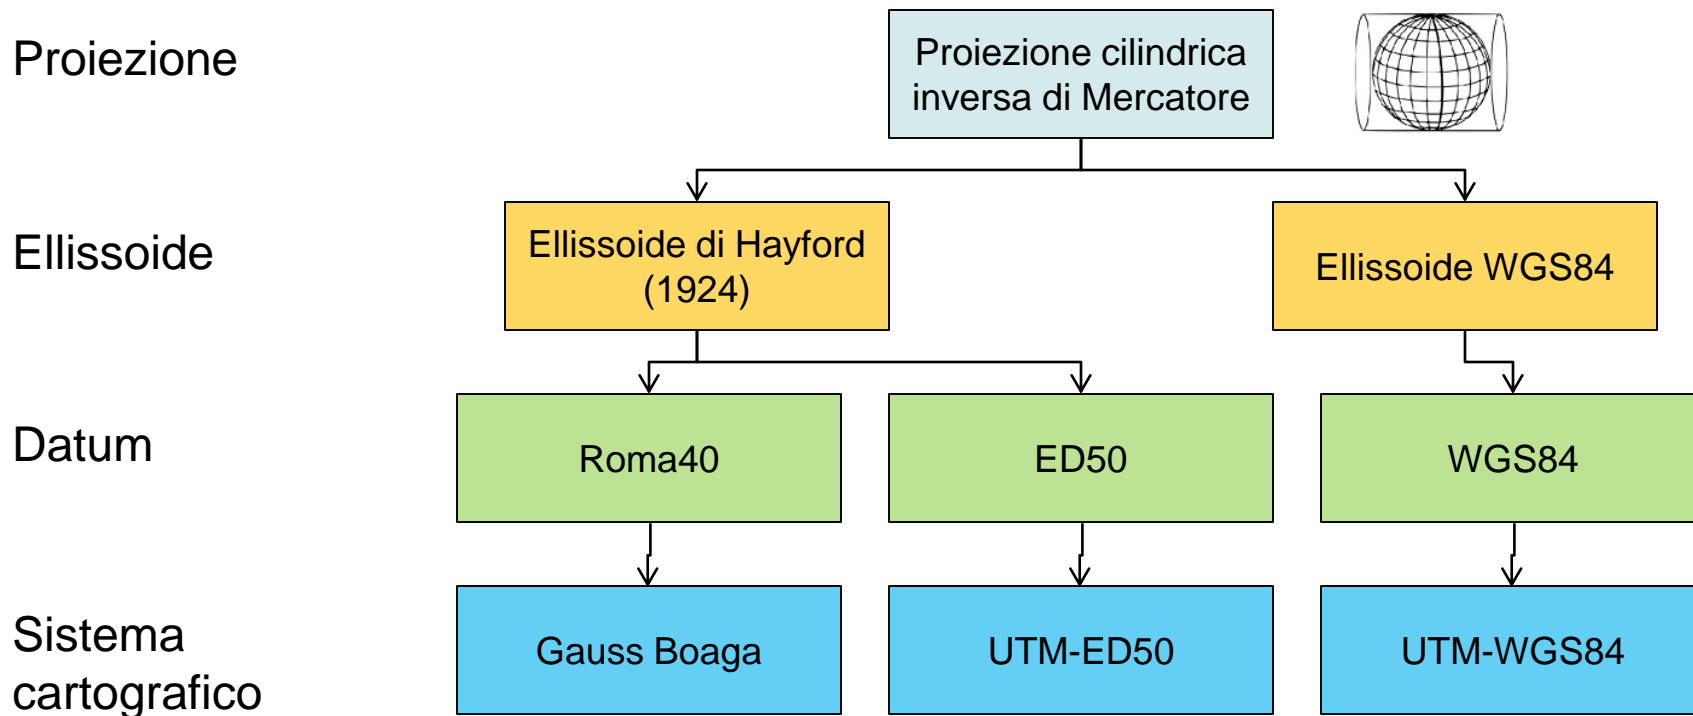 Proiezione
Proiezione cilindrica
inversa di Mercatore
Ellissoide
Ellissoide di Hayford
(1924)
Ellissoide WGS84
Datum
Roma40
ED50
WGS84
Sistema
cartografico
Gauss Boaga
UTM-ED50
UTM-WGS84